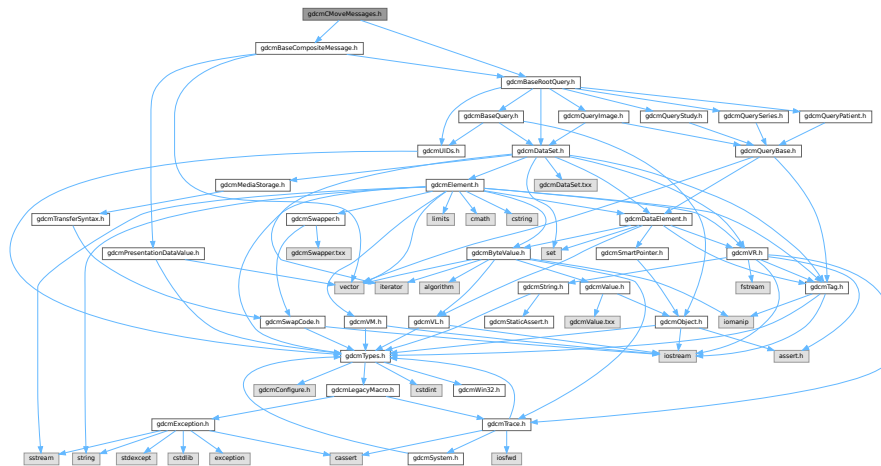 gdcmCMoveMessages.h
gdcmBaseCompositeMessage.h
gdcmBaseRootQuery.h
gdcmBaseQuery.h
gdcmQueryImage.h
gdcmQueryStudy.h
gdcmQuerySeries.h
gdcmQueryPatient.h
gdcmUIDs.h
gdcmDataSet.h
gdcmQueryBase.h
gdcmMediaStorage.h
gdcmElement.h
gdcmDataSet.txx
gdcmTransferSyntax.h
gdcmSwapper.h
limits
cmath
cstring
gdcmDataElement.h
gdcmPresentationDataValue.h
gdcmSwapper.txx
gdcmByteValue.h
set
gdcmSmartPointer.h
gdcmVR.h
vector
iterator
algorithm
gdcmString.h
gdcmValue.h
fstream
gdcmTag.h
gdcmSwapCode.h
gdcmVM.h
gdcmVL.h
gdcmStaticAssert.h
gdcmValue.txx
gdcmObject.h
iomanip
gdcmTypes.h
iostream
assert.h
gdcmConfigure.h
gdcmLegacyMacro.h
cstdint
gdcmWin32.h
gdcmException.h
gdcmTrace.h
sstream
string
stdexcept
cstdlib
exception
cassert
gdcmSystem.h
iosfwd